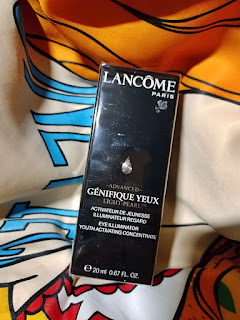 LANCÔME
PARIS
-ADVANCED-
GÉNIFIQUE YEUX
LIGHT-PEARL™
ACTIVATEUR DE JEUNESSE
ILLUMINATEUR REGARD
EYE ILLUMINATOR
YOUTH ACTIVATING CONCENTRATE
℮ 20 ml 0.67 FL. OZ.